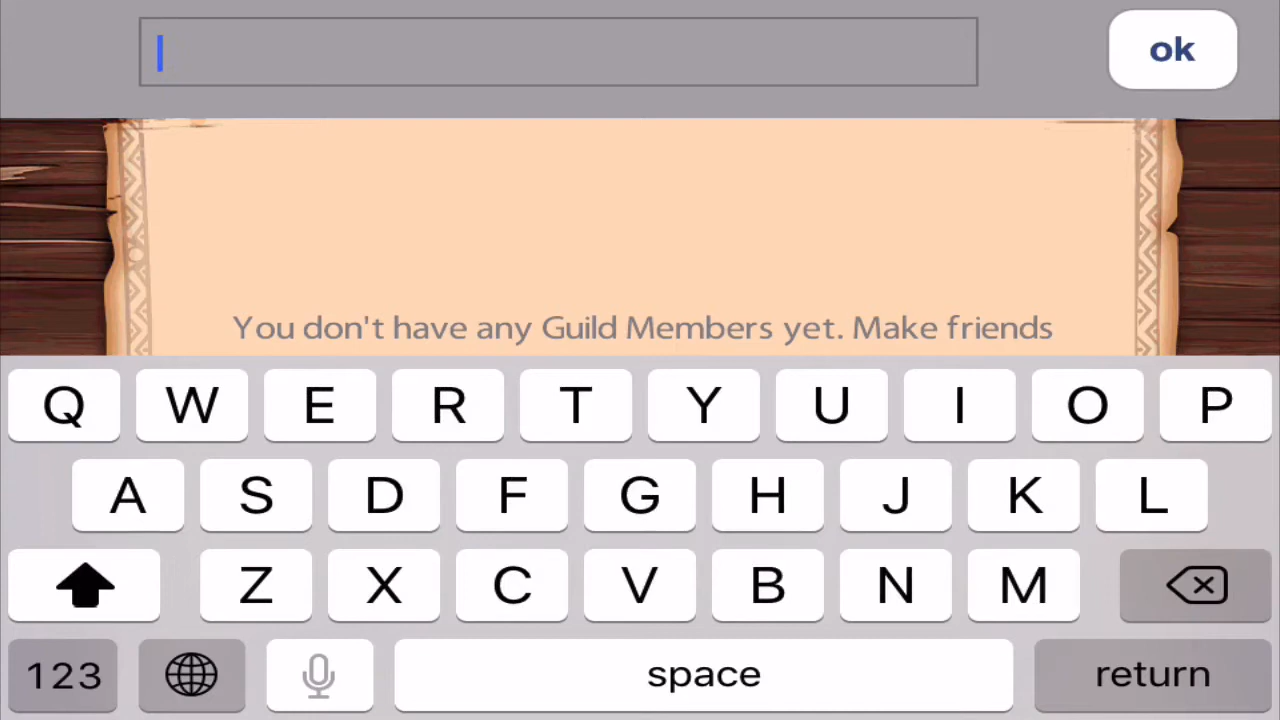 ok
You don't have any Guild Members yet. Make friends
Q W E R T Y U I O P
A S D F G H J K L
Z X C V B N M
123 space return